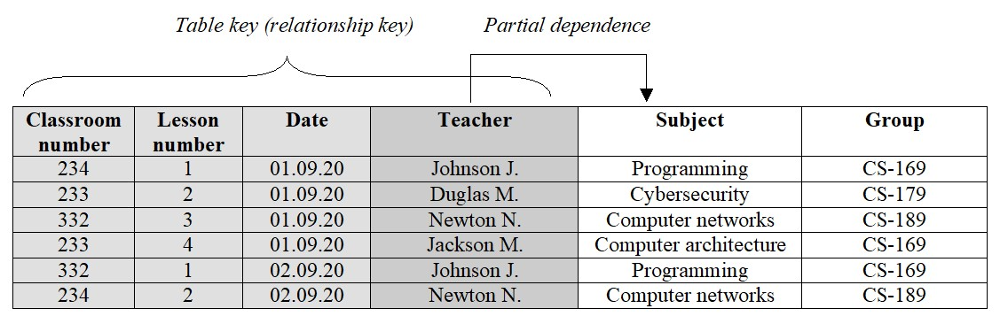 Table key (relationship key) Partial dependence
Classroom number Lesson number Date Teacher Subject Group
234 1 01.09.20 Johnson J. Programming CS-169
233 2 01.09.20 Duglas M. Cybersecurity CS-179
332 3 01.09.20 Newton N. Computer networks CS-189
233 4 01.09.20 Jackson M. Computer architecture CS-169
332 1 02.09.20 Johnson J. Programming CS-169
234 2 02.09.20 Newton N. Computer networks CS-189